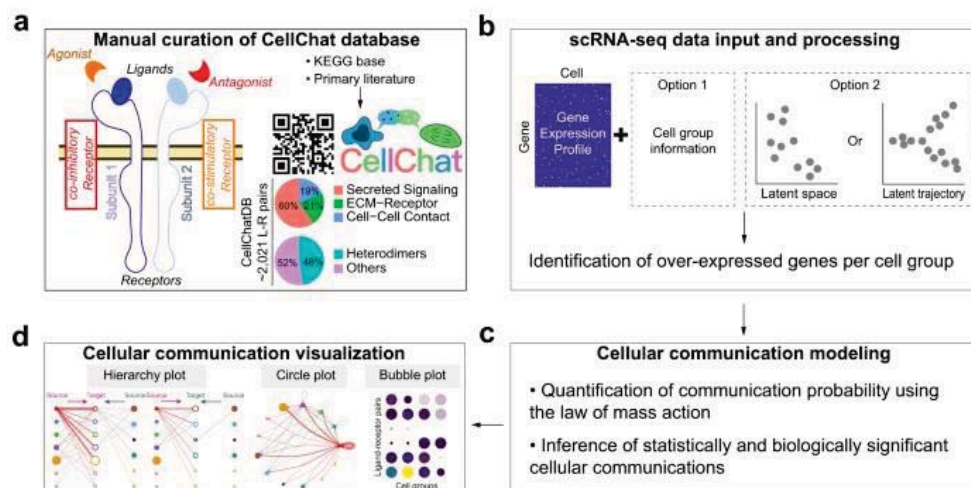 a
Manual curation of CellChat database
Agonist
Ligands
Antagonist
• KEGG base
• Primary literature
co-inhibitory
Receptor
Subunit 1
Subunit 2
co-stimulatory
Receptor
Receptors
CellChat
CellChatDB
~2,021 L-R pairs
19%
60%
21%
Secreted Signaling
ECM-Receptor
Cell-Cell Contact
52%
48%
Heterodimers
Others
b
scRNA-seq data input and processing
Cell
Gene
Gene
Expression
Profile
+
Option 1
Cell group
information
Option 2
Latent space
Or
Latent trajectory
Identification of over-expressed genes per cell group
c
Cellular communication modeling
• Quantification of communication probability using
the law of mass action
• Inference of statistically and biologically significant
cellular communications
d
Cellular communication visualization
Hierarchy plot
Source
Target
Source
Source
Target
Source
Circle plot
Bubble plot
Ligand-receptor pairs
Cell groups